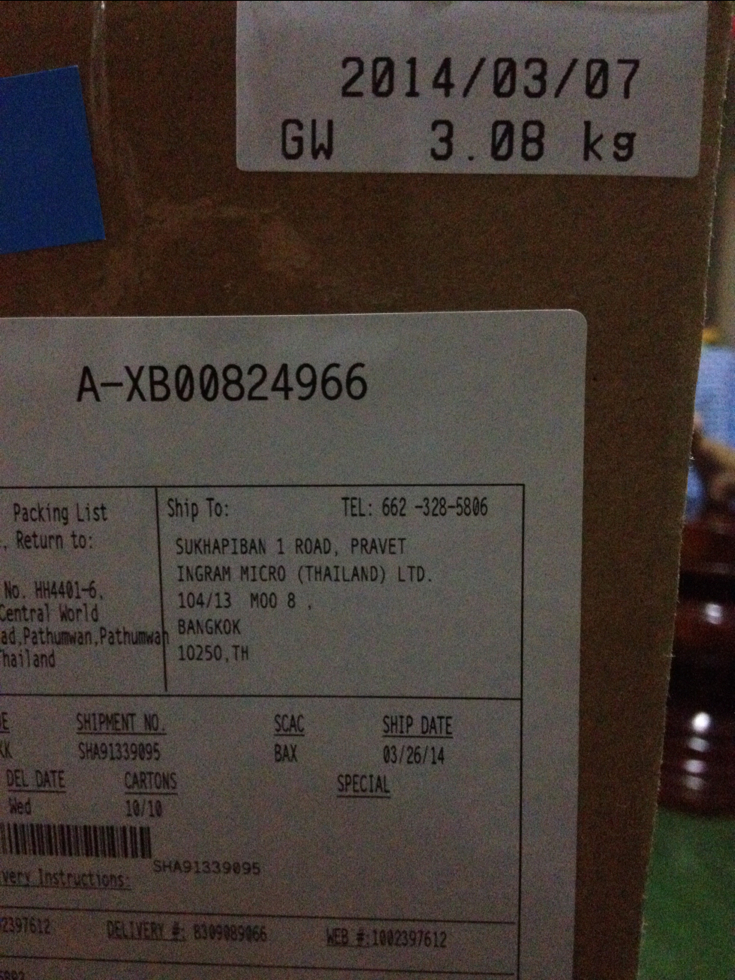 2014/03/07
GW 3.08 kg
A-XB00824966
Packing List
Return to:
No. HH4401-6,
Central World
ad,Pathumwan,Pathumwan
Thailand
Ship To: TEL: 662 -328-5806
SUKHAPIBAN 1 ROAD, PRAVET
INGRAM MICRO (THAILAND) LTD.
104/13 MOO 8 ,
BANGKOK
10250,TH
SHIPMENT NO. SCAC SHIP DATE
SHA91339095 BAX 03/26/14
DEL DATE CARTONS SPECIAL
Wed 10/10
SHA91339095
very Instructions:
2397612 DELIVERY #: 8309089066 WEB #:1002397612